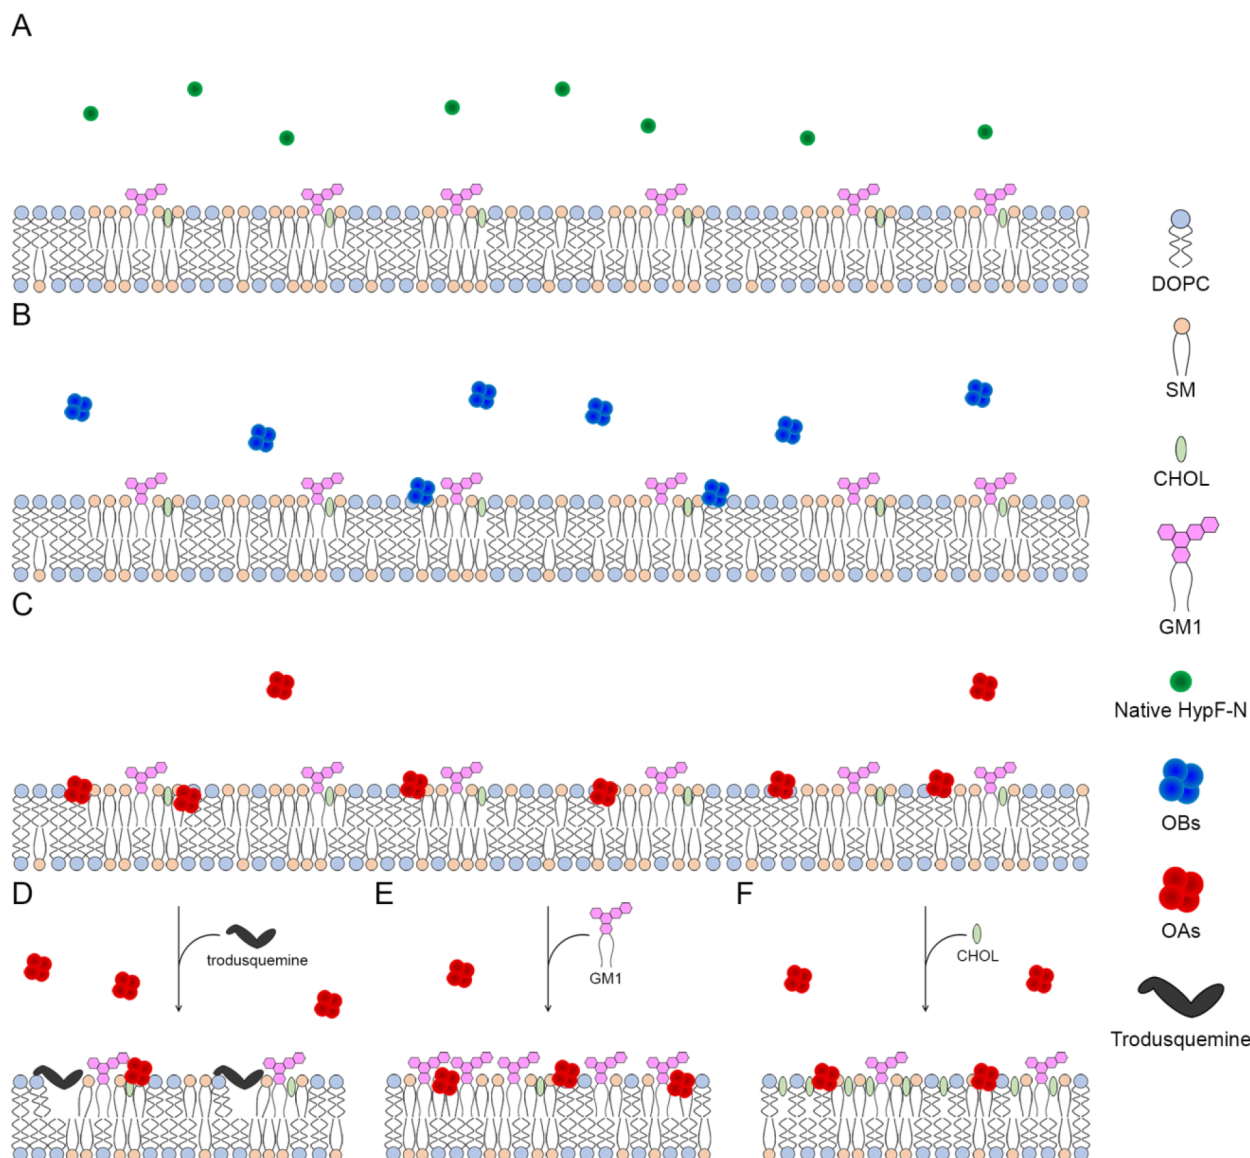 A
B
C
D
E
F
trodusquemine
GM1
CHOL
DOPC
SM
CHOL
GM1
Native HypF-N
OBs
OAs
Trodusquemine